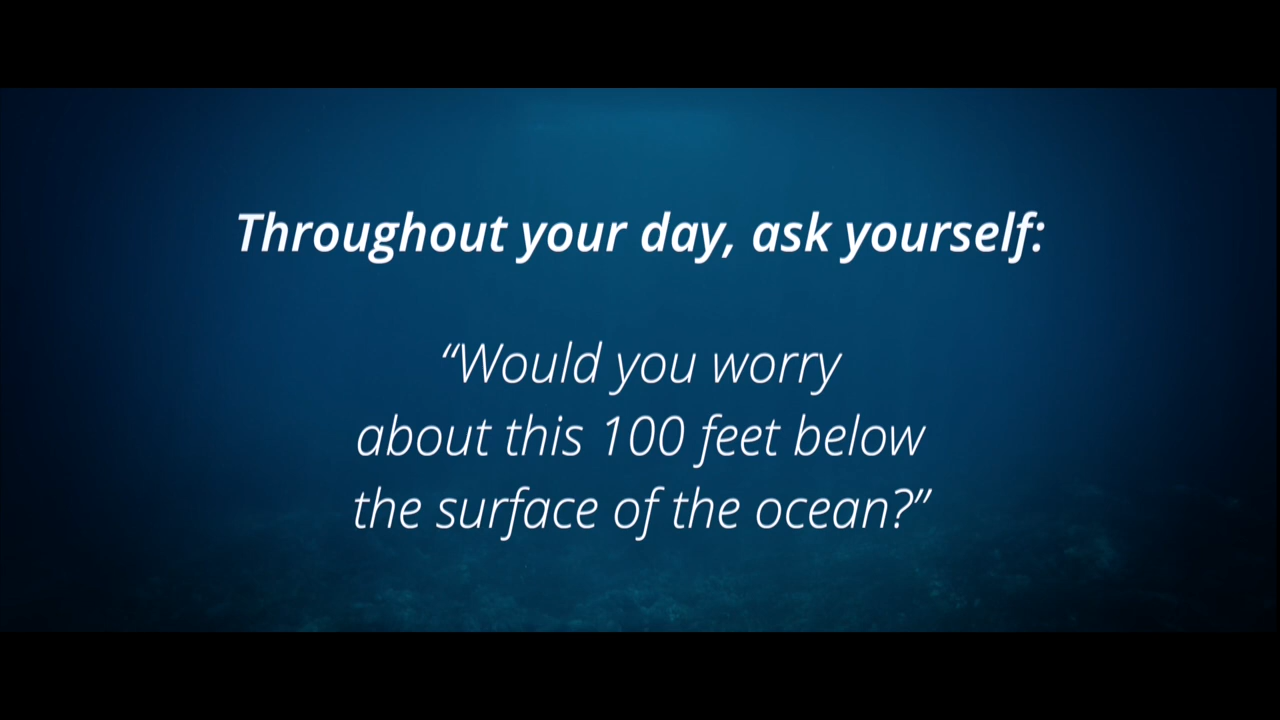 Throughout your day, ask yourself:
“Would you worry
about this 100 feet below
the surface of the ocean?”